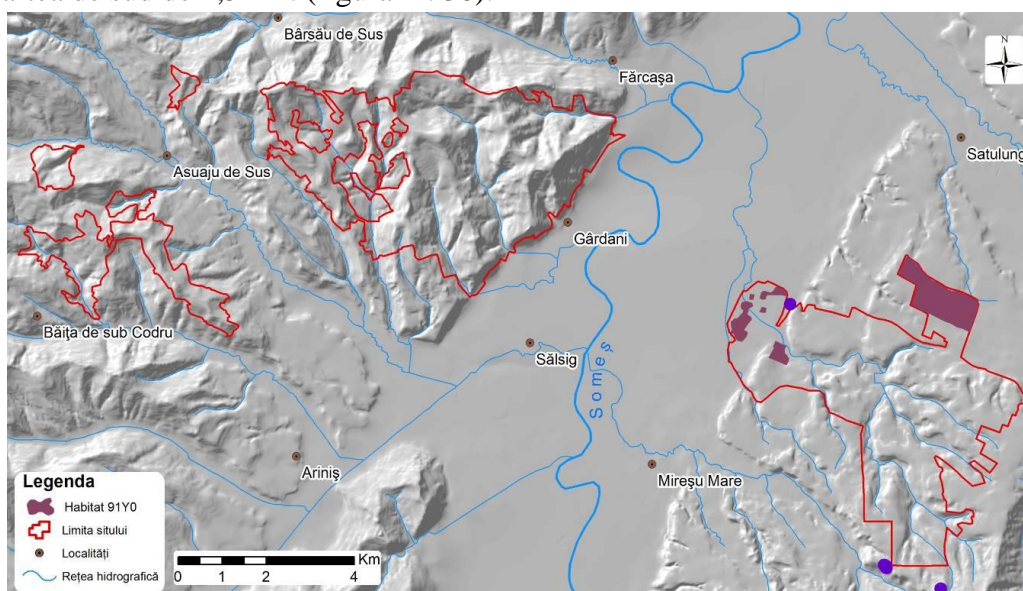 Bârsău de Sus
Fărcaşa
N
Satulung
Asuaju de Sus
Gârdani
Băiţa de sub Codru
Sălsig
Someş
Ariniş
Mireşu Mare
Legenda
Habitat 91Y0
Limita sitului
Localităţi
Reţea hidrografică
Km
0 1 2 4